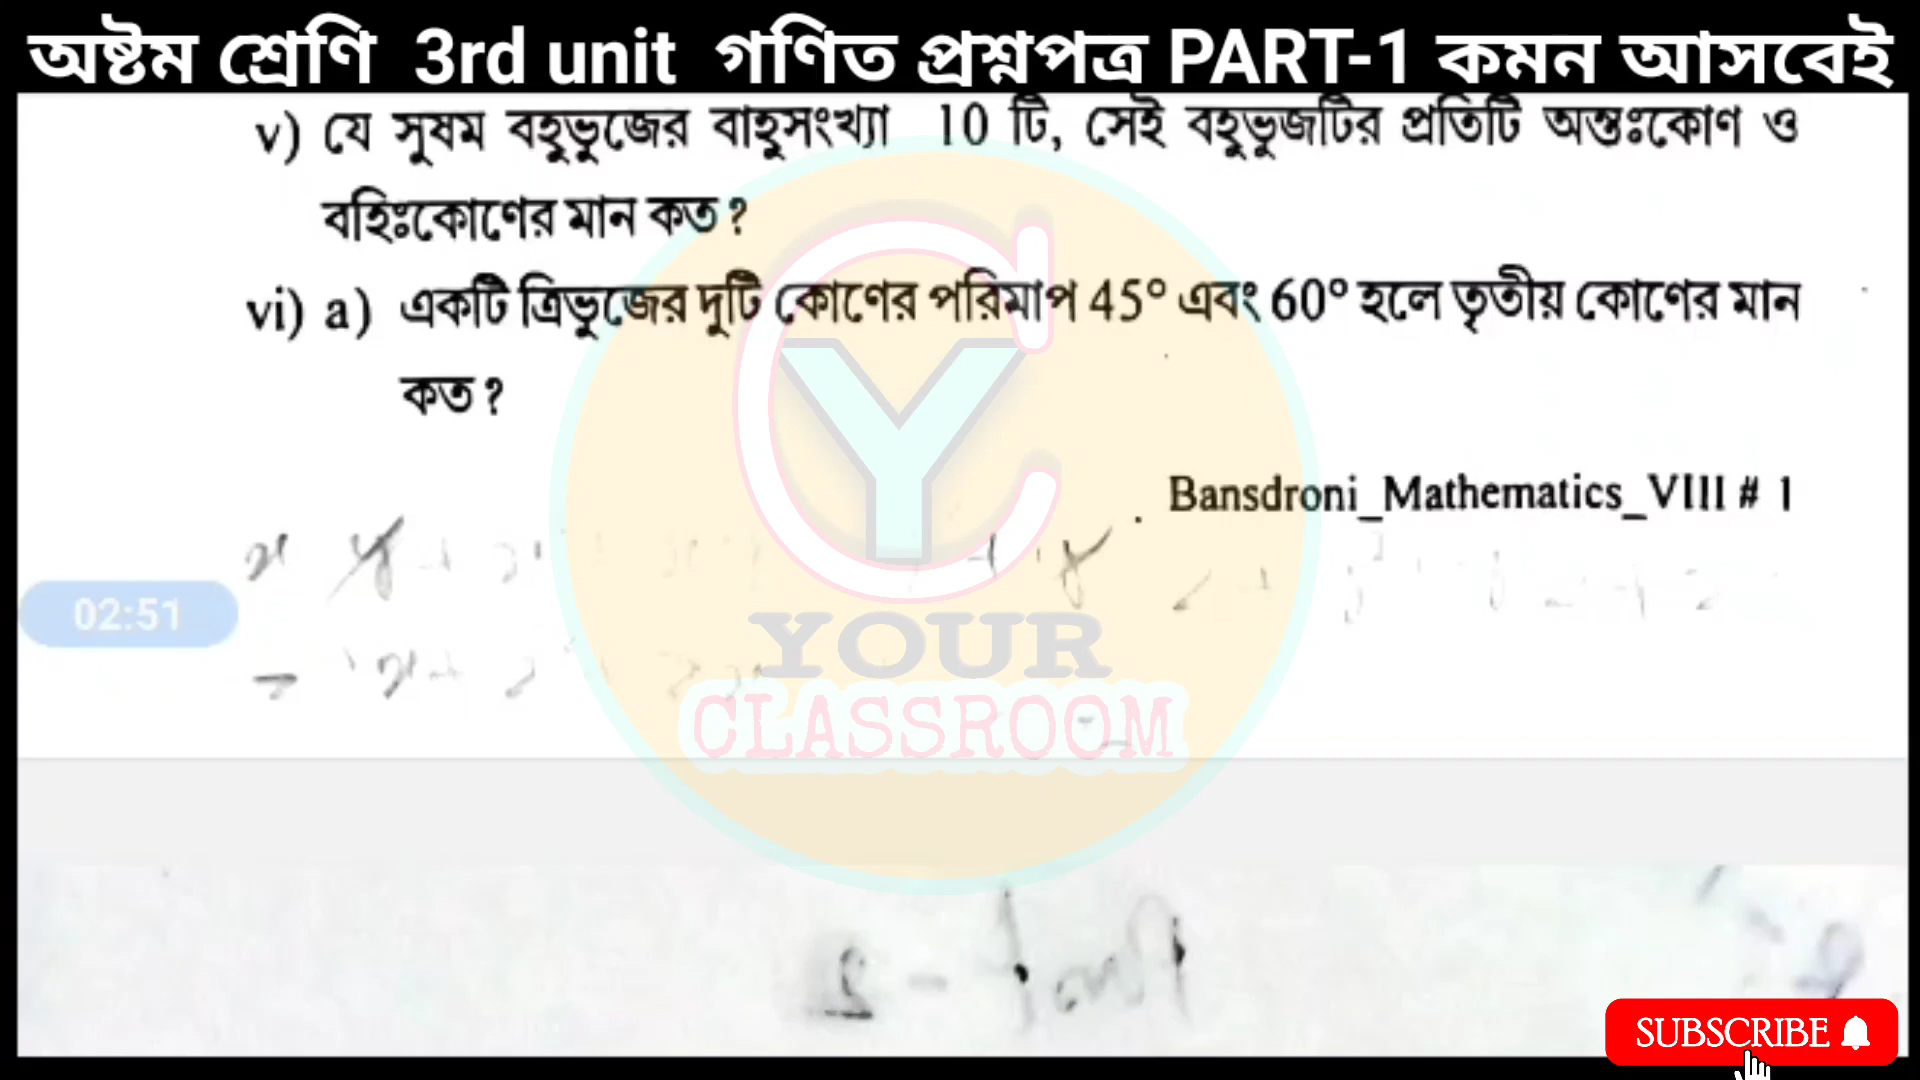 অষ্টম শ্রেণি 3rd unit গণিত প্রশ্নপত্র PART-1 কমন আসবেই
v) যে সুষম বহুভুজের বাহুসংখ্যা 10 টি, সেই বহুভুজটির প্রতিটি অন্তঃকোণ ও
বহিঃকোণের মান কত?
vi) a) একটি ত্রিভুজের দুটি কোণের পরিমাপ 45° এবং 60° হলে তৃতীয় কোণের মান
কত?
Bansdroni_Mathematics_VIII # 1
02:51
YOUR
CLASSROOM
SUBSCRIBE